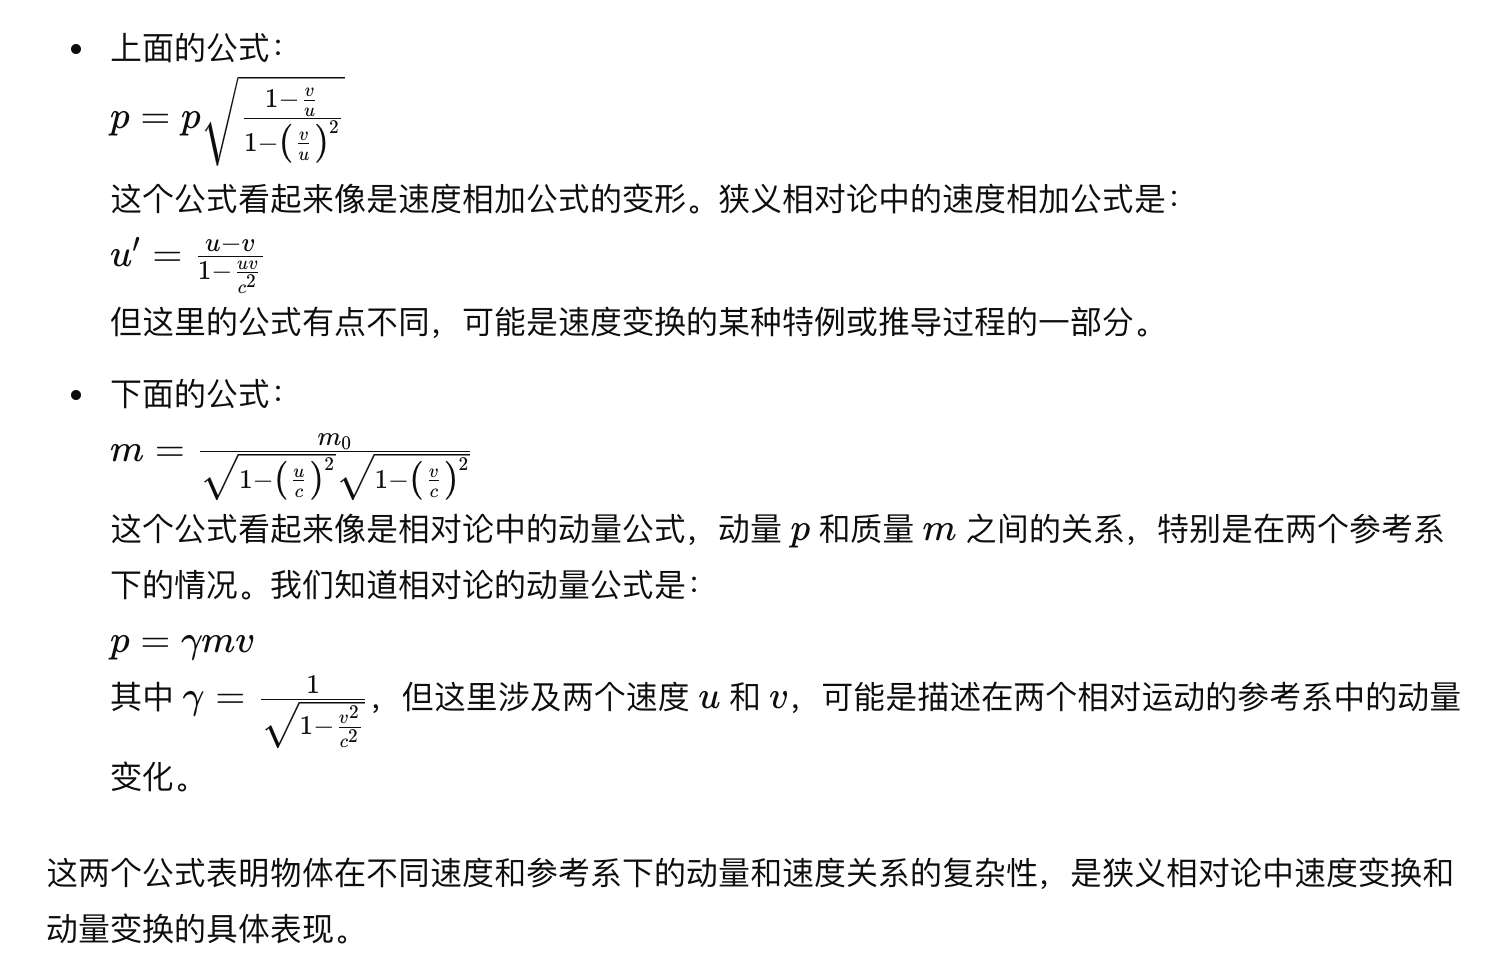 • 上面的公式：
$p = p\sqrt{\frac{1-\frac{v}{u}}{1-\left(\frac{v}{u}\right)^2}}$
这个公式看起来像是速度相加公式的变形。狭义相对论中的速度相加公式是：
$u' = \frac{u-v}{1-\frac{uv}{c^2}}$
但这里的公式有点不同，可能是速度变换的某种特例或推导过程的一部分。
• 下面的公式：
$m = \frac{m_0}{\sqrt{1-\left(\frac{u}{c}\right)^2}\sqrt{1-\left(\frac{v}{c}\right)^2}}$
这个公式看起来像是相对论中的动量公式，动量 $p$ 和质量 $m$ 之间的关系，特别是在两个参考系
下的情况。我们知道相对论的动量公式是：
$p = \gamma mv$
其中 $\gamma = \frac{1}{\sqrt{1-\frac{v^2}{c^2}}}$，但这里涉及两个速度 $u$ 和 $v$，可能是描述在两个相对运动的参考系中的动量
变化。
这两个公式表明物体在不同速度和参考系下的动量和速度关系的复杂性，是狭义相对论中速度变换和
动量变换的具体表现。